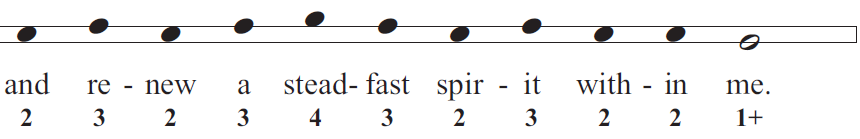 and re - new a stead- fast spir - it with - in me.
2 3 2 3 4 3 2 3 2 2 1+